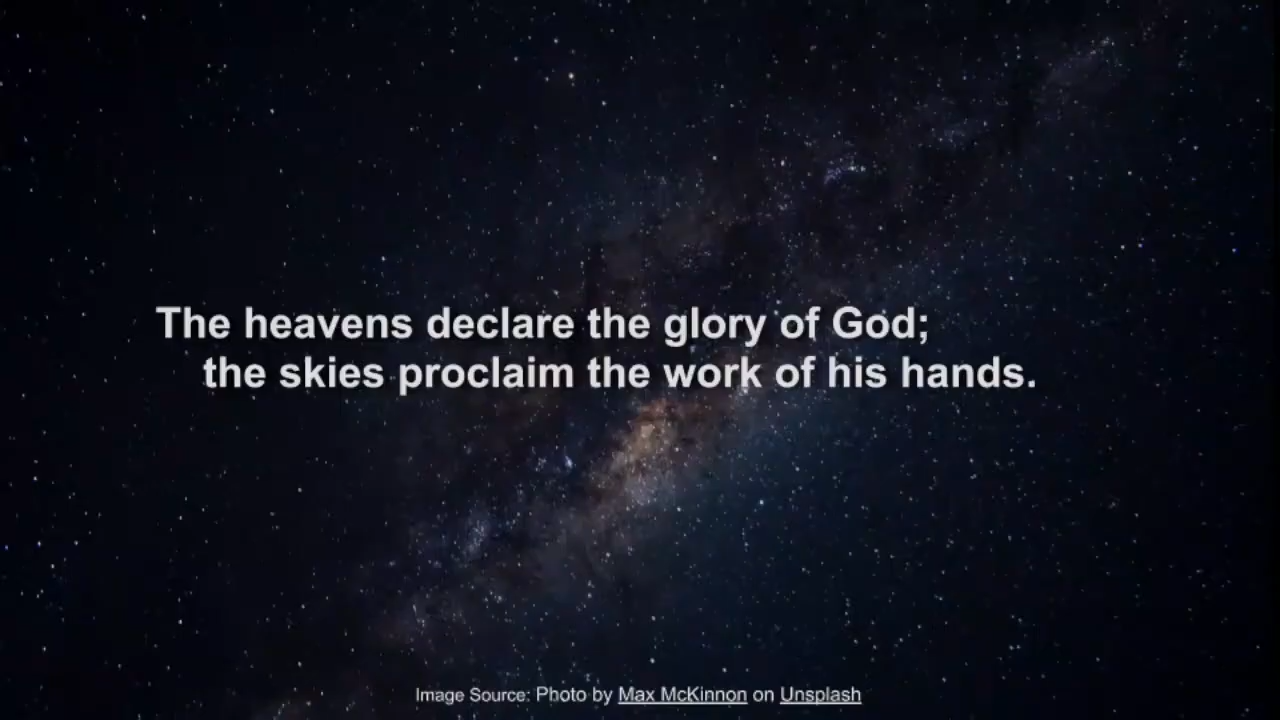 The heavens declare the glory of God;
the skies proclaim the work of his hands.
Image Source: Photo by Max McKinnon on Unsplash